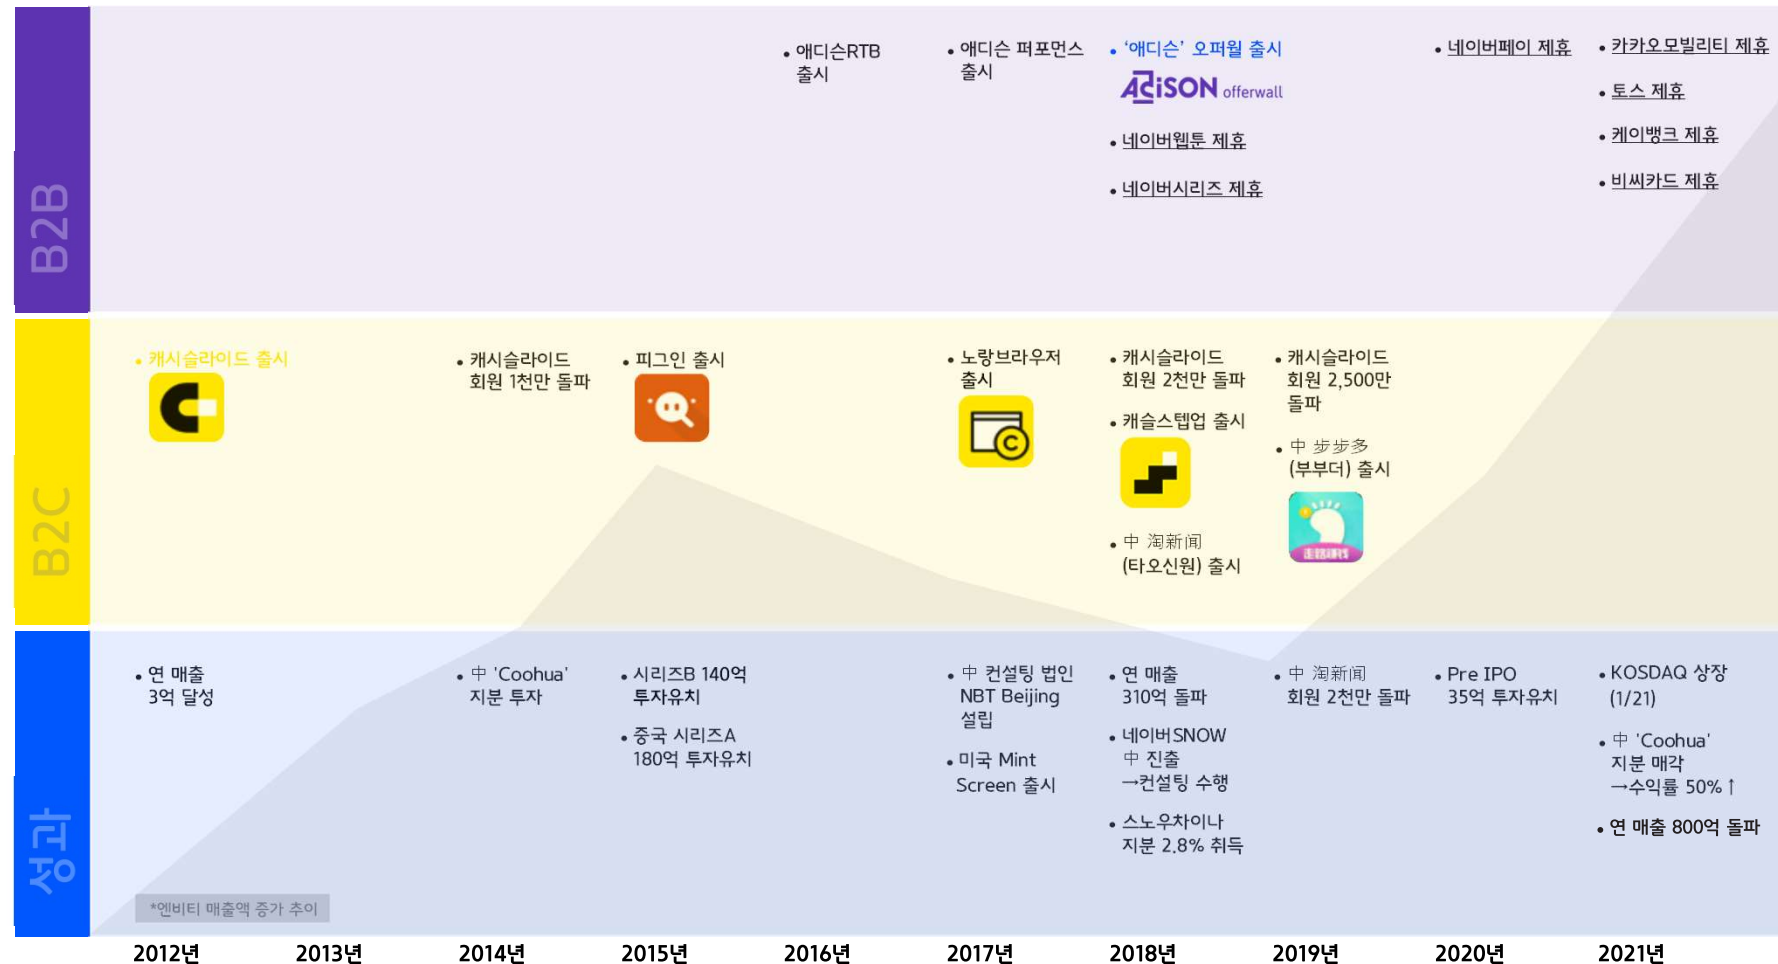 B2B
• 애디슨RTB
출시
• 애디슨 퍼포먼스
출시
• ‘애디슨’ 오퍼월 출시
ADiSON offerwall
• 네이버웹툰 제휴
• 네이버시리즈 제휴
• 네이버페이 제휴
• 카카오모빌리티 제휴
• 토스 제휴
• 케이뱅크 제휴
• 비씨카드 제휴
B2C
• 캐시슬라이드 출시
• 캐시슬라이드
회원 1천만 돌파
• 피그인 출시
• 노랑브라우저
출시
• 캐시슬라이드
회원 2천만 돌파
• 캐슬스텝업 출시
• 中 淘新闻
(타오신원) 출시
• 캐시슬라이드
회원 2,500만
돌파
• 中 步步多
(부부더) 출시
성과
• 연 매출
3억 달성
• 中 'Coohua'
지분 투자
• 시리즈B 140억
투자유치
• 중국 시리즈A
180억 투자유치
• 中 컨설팅 법인
NBT Beijing
설립
• 미국 Mint
Screen 출시
• 연 매출
310억 돌파
• 네이버SNOW
中 진출
→컨설팅 수행
• 스노우차이나
지분 2.8% 취득
• 中 淘新闻
회원 2천만 돌파
• Pre IPO
35억 투자유치
• KOSDAQ 상장
(1/21)
• 中 'Coohua'
지분 매각
→수익률 50%↑
• 연 매출 800억 돌파
*엔비티 매출액 증가 추이
2012년 2013년 2014년 2015년 2016년 2017년 2018년 2019년 2020년 2021년